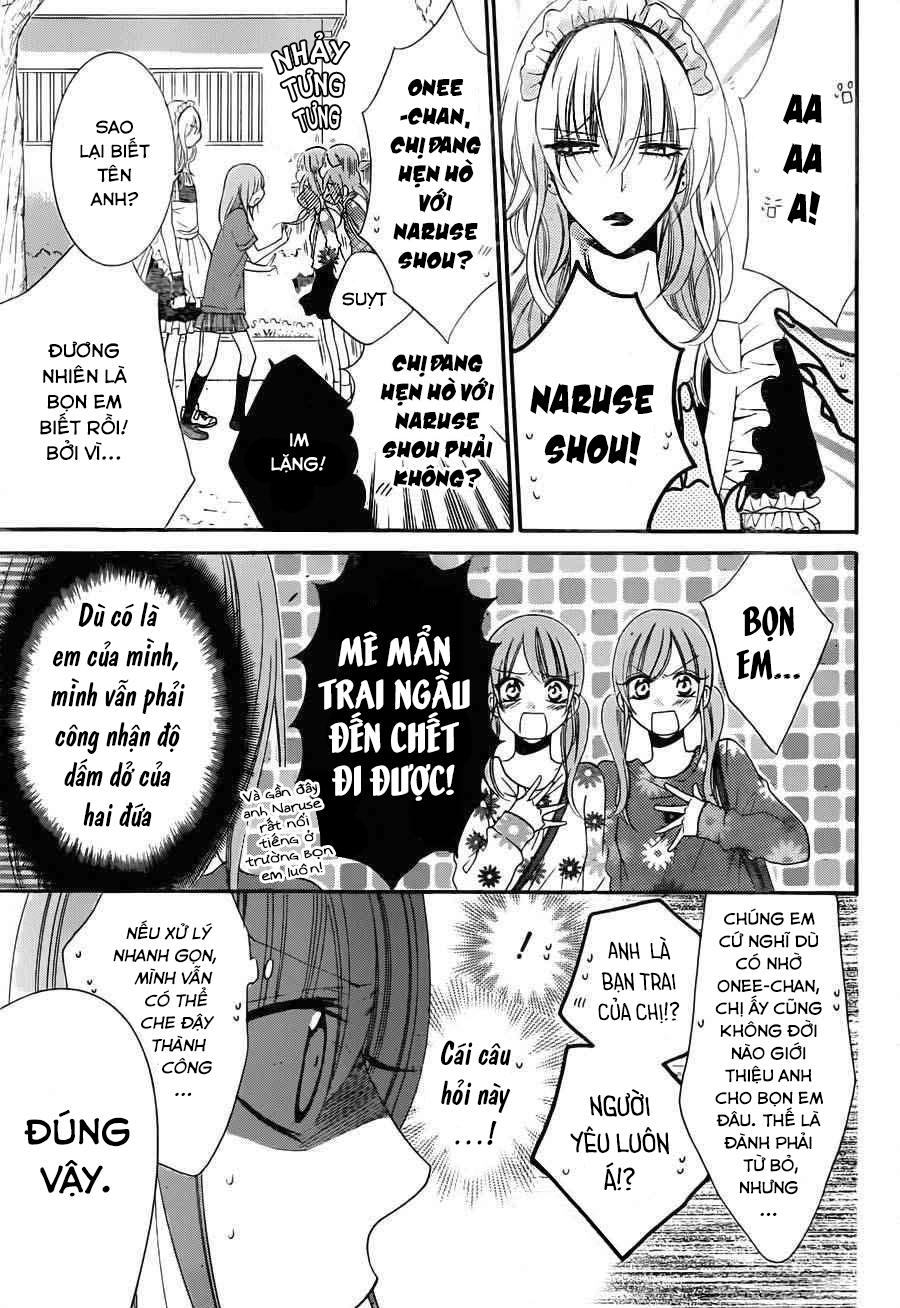 AA
AA
A!
NARUSE
SHOU!
ONEE
-CHAN,
CHỊ ĐANG
HẸN HÒ
VỚI
NARUSE
SHOU?
NHẢY
TƯNG
TƯNG
SUỴT
CHỊ ĐANG
HẸN HÒ VỚI
NARUSE
SHOU PHẢI
KHÔNG?
IM
LẶNG!
SAO
LẠI BIẾT
TÊN
ANH?
ĐƯƠNG
NHIÊN LÀ
BỌN EM
BIẾT RỒI!
BỞI VÌ...
BỌN
EM...
MÊ MẨN
TRAI NGẦU
ĐẾN CHẾT
ĐI ĐƯỢC!
Và gần đây
anh Naruse
rất nổi
tiếng ở
trường bọn
em luôn!
Dù có là
em của mình,
mình vẫn phải
công nhận độ
dấm dở của
hai đứa
CHÚNG EM
CỨ NGHĨ DÙ
CÓ NHỜ
ONEE-CHAN,
CHỊ ẤY CŨNG
KHÔNG ĐỜI
NÀO GIỚI
THIỆU ANH
CHO BỌN EM
ĐÂU. THẾ LÀ
ĐÀNH PHẢI
TỪ BỎ,
NHƯNG
...
ANH LÀ
BẠN TRAI
CỦA CHỊ!?
NGƯỜI
YÊU LUÔN
Á!?
!
Cái câu
hỏi này
...!
NẾU XỬ LÝ
NHANH GỌN,
MÌNH VẪN
CÓ THỂ
CHE ĐẬY
THÀNH
CÔNG
...
ĐÚNG
VẬY.